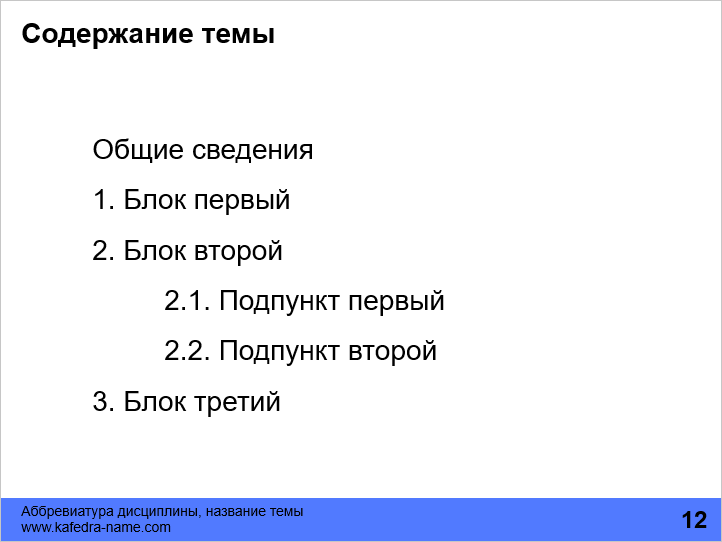 Содержание темы
Общие сведения
1. Блок первый
2. Блок второй
2.1. Подпункт первый
2.2. Подпункт второй
3. Блок третий
Аббревиатура дисциплины, название темы
www.kafedra-name.com
12